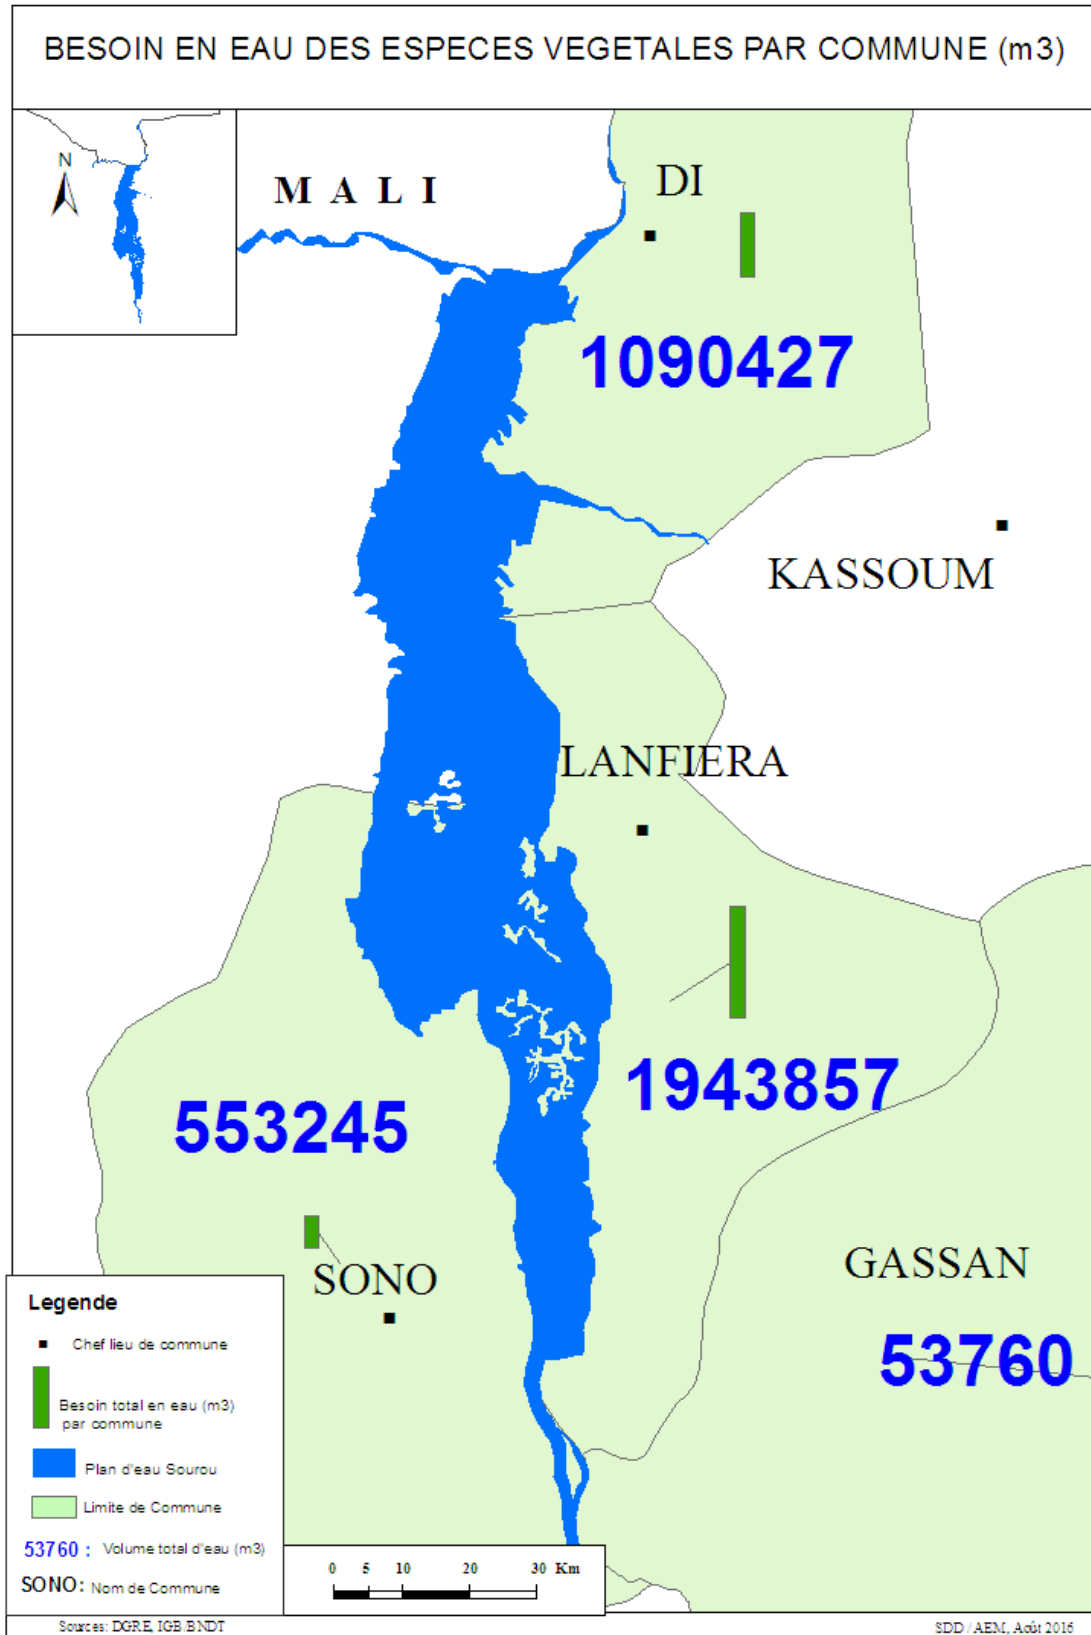 BESOIN EN EAU DES ESPECES VEGETALES PAR COMMUNE (m3)
N
MALI
DI
1090427
KASSOUM
LANFIERA
1943857
553245
SONO
GASSAN
53760
Legende
Chef lieu de commune
Besoin total en eau (m3)
par commune
Plan d'eau Sourou
Limite de Commune
53760 : Volume total d'eau (m3)
SONO: Nom de Commune
0 5 10 20 30 Km
Sources: DGRE, IGB.BNDT
SDD / AEM, Août 2016